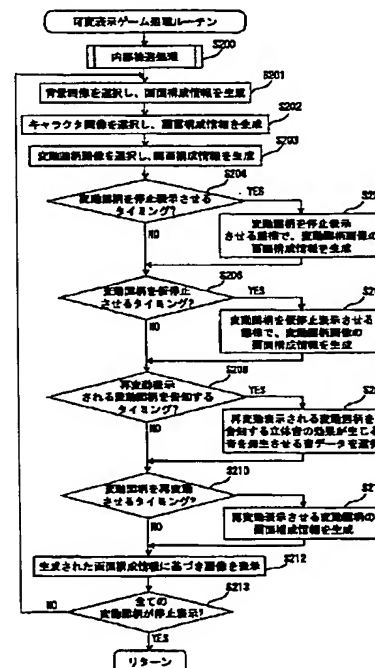 可変表示ゲーム処理ルーチン
S200
内部抽選処理
S201
背景画像を選択し、画面構成情報を生成
S202
キャラクタ画像を選択し、画面構成情報を生成
S203
変動図柄画像を選択し、画面構成情報を生成
S204
変動図柄を停止表示させる
タイミング?
YES
NO
変動図柄を停止表示
させる態様で、変動図柄画像の
画面構成情報を生成
S206
変動図柄を仮停止
させるタイミング?
YES
NO
変動図柄を仮停止表示させる
態様で、変動図柄画像の
画面構成情報を生成
S208
再変動表示
される変動図柄を告知する
タイミング?
YES
NO
再変動表示される変動図柄を
告知する立体音の効果が生じる
音を発生させる音データを送信
S210
変動図柄を再変動
させるタイミング?
YES
NO
再変動表示させる変動図柄の
画面構成情報を生成
S212
生成された画面構成情報に基づき画像を表示
S213
全ての
変動図柄が停止表示?
NO
YES
リターン